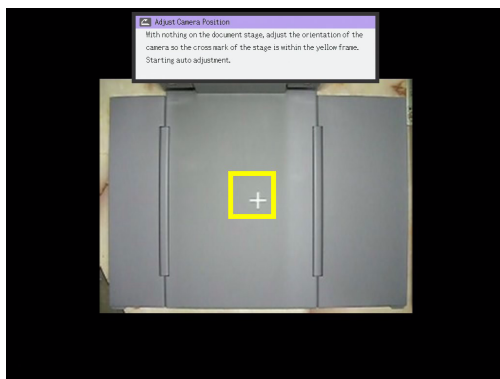 Adjust Camera Position
With nothing on the document stage, adjust the orientation of the
camera so the cross mark of the stage is within the yellow frame.
Starting auto adjustment.